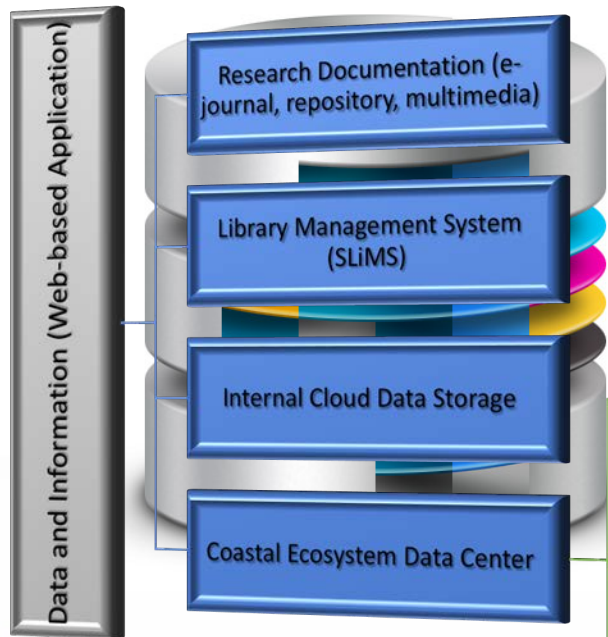 Data and Information (Web-based Application)
Research Documentation (e-
journal, repository, multimedia)
Library Management System
(SLiMS)
Internal Cloud Data Storage
Coastal Ecosystem Data Center